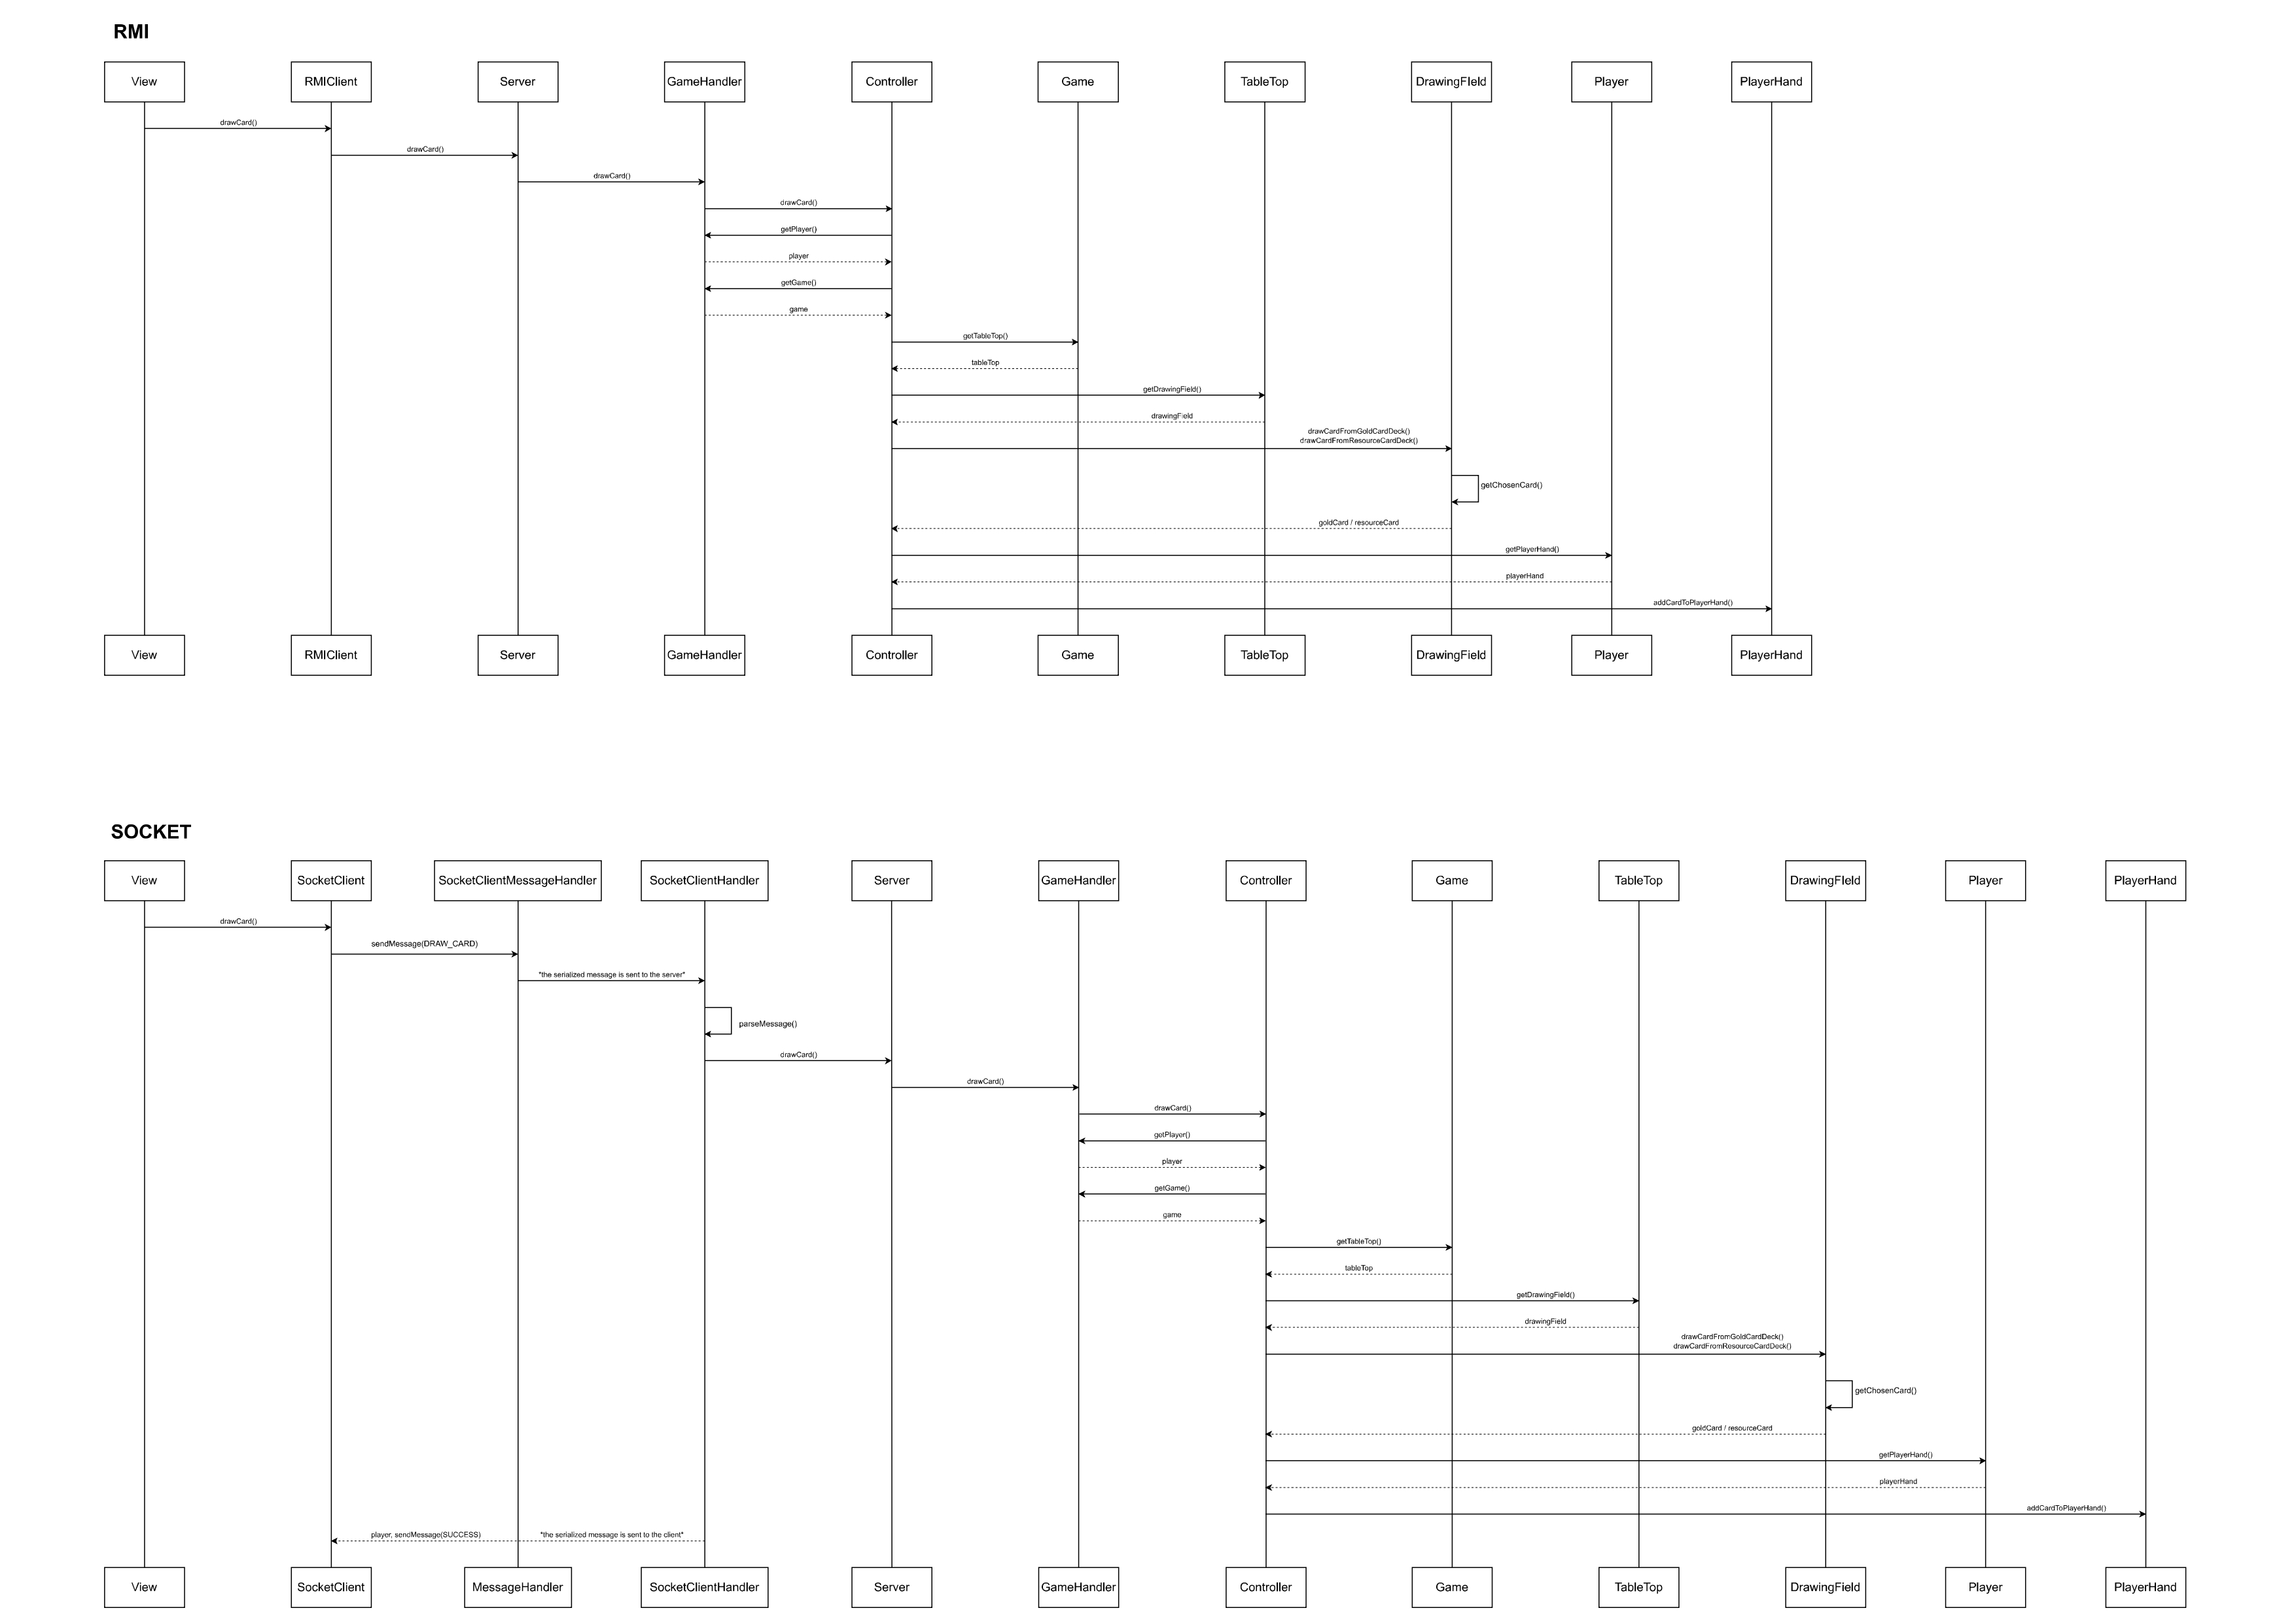 RMI
View
RMIClient
Server
GameHandler
Controller
Game
TableTop
DrawingFIeld
Player
PlayerHand
drawCard()
drawCard()
drawCard()
drawCard()
getPlayer()
player
getGame()
game
getTableTop()
tableTop
getDrawingField()
drawingField
drawCardFromGoldCardDeck()
drawCardFromResourceCardDeck()
getChosenCard()
goldCard / resourceCard
getPlayerHand()
playerHand
addCardToPlayerHand()
View
RMIClient
Server
GameHandler
Controller
Game
TableTop
DrawingField
Player
PlayerHand
SOCKET
View
SocketClient
SocketClientMessageHandler
SocketClientHandler
Server
GameHandler
Controller
Game
TableTop
DrawingFIeld
Player
PlayerHand
drawCard()
sendMessage(DRAW_CARD)
*the serialized message is sent to the server*
parseMessage()
drawCard()
drawCard()
drawCard()
getPlayer()
player
getGame()
game
getTableTop()
tableTop
getDrawingField()
drawingField
drawCardFromGoldCardDeck()
drawCardFromResourceCardDeck()
getChosenCard()
goldCard / resourceCard
getPlayerHand()
playerHand
addCardToPlayerHand()
player, sendMessage(SUCCESS)
*the serialized message is sent to the client*
View
SocketClient
MessageHandler
SocketClientHandler
Server
GameHandler
Controller
Game
TableTop
DrawingField
Player
PlayerHand